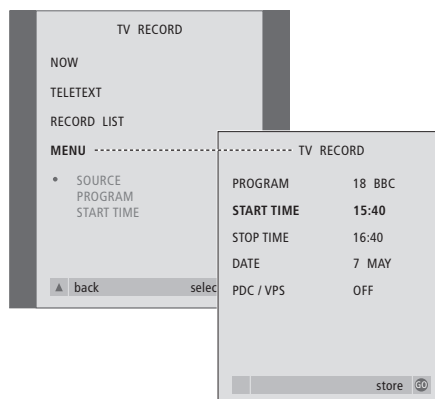 TV RECORD
NOW
TELETEXT
RECORD LIST
MENU
• SOURCE
PROGRAM
START TIME
▲ back selec
TV RECORD
PROGRAM 18 BBC
START TIME 15:40
STOP TIME 16:40
DATE 7 MAY
PDC / VPS OFF
store GO